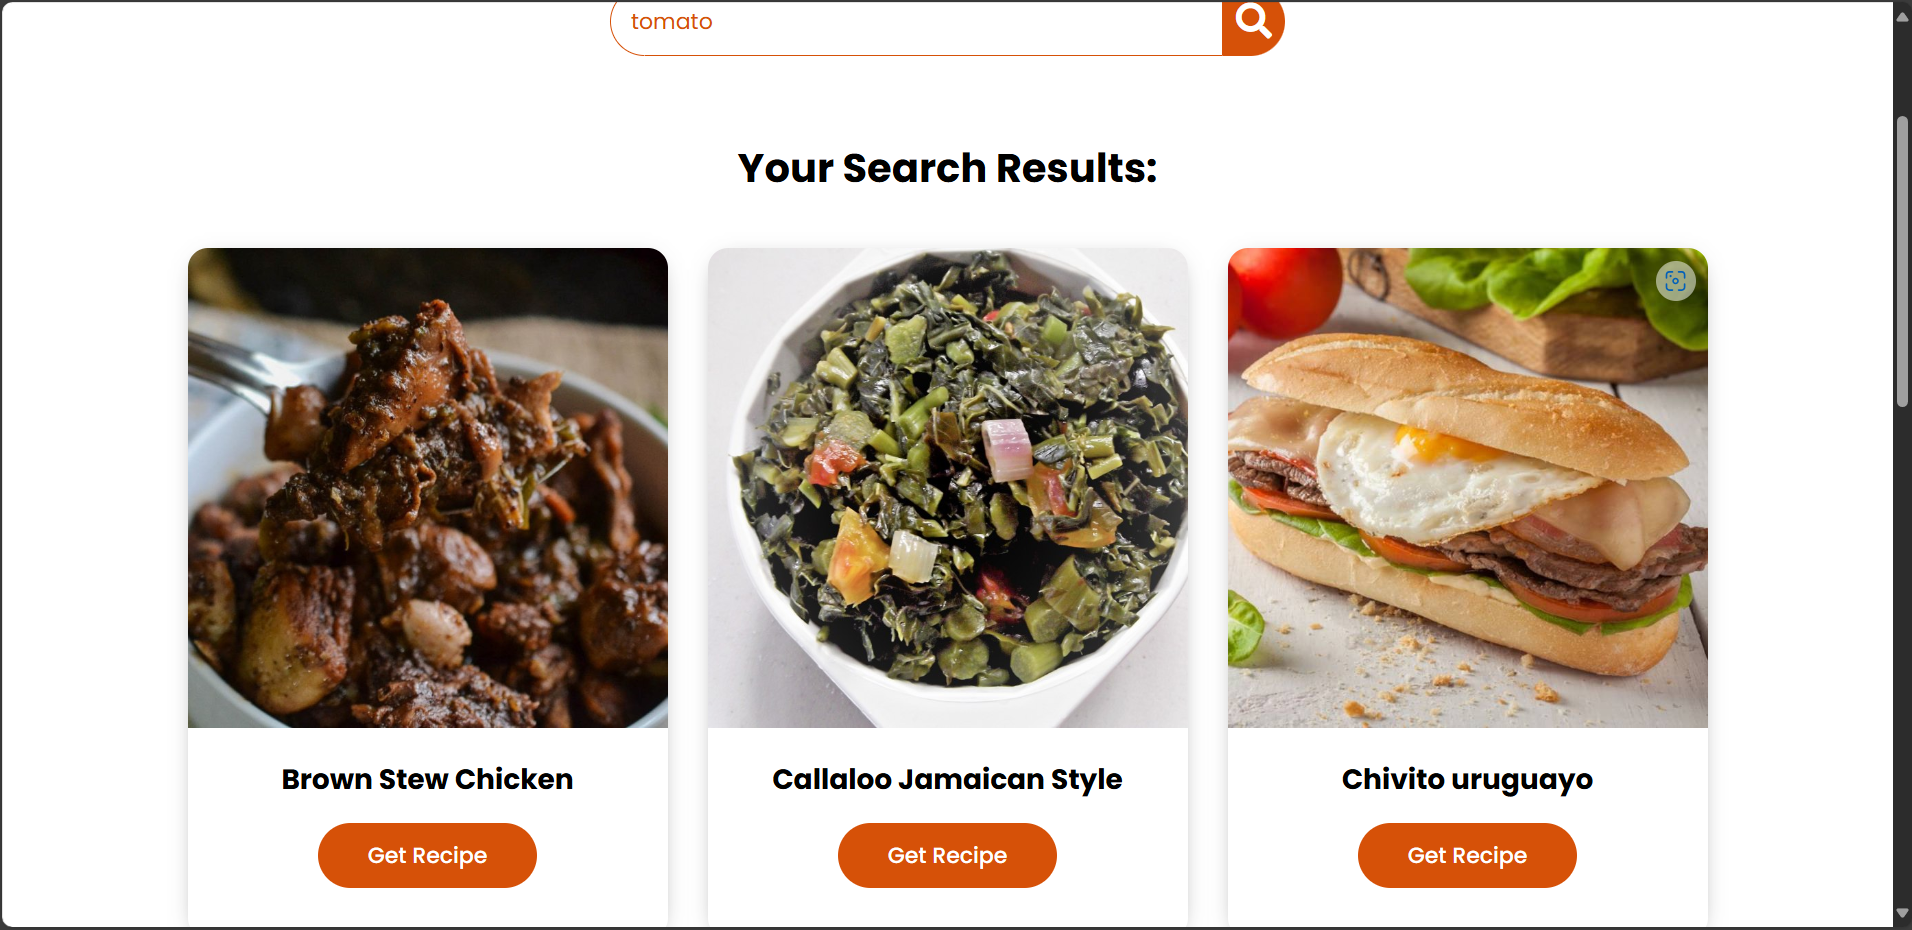 tomato
Your Search Results:
Brown Stew Chicken
Callaloo Jamaican Style
Chivito uruguayo
Get Recipe
Get Recipe
Get Recipe